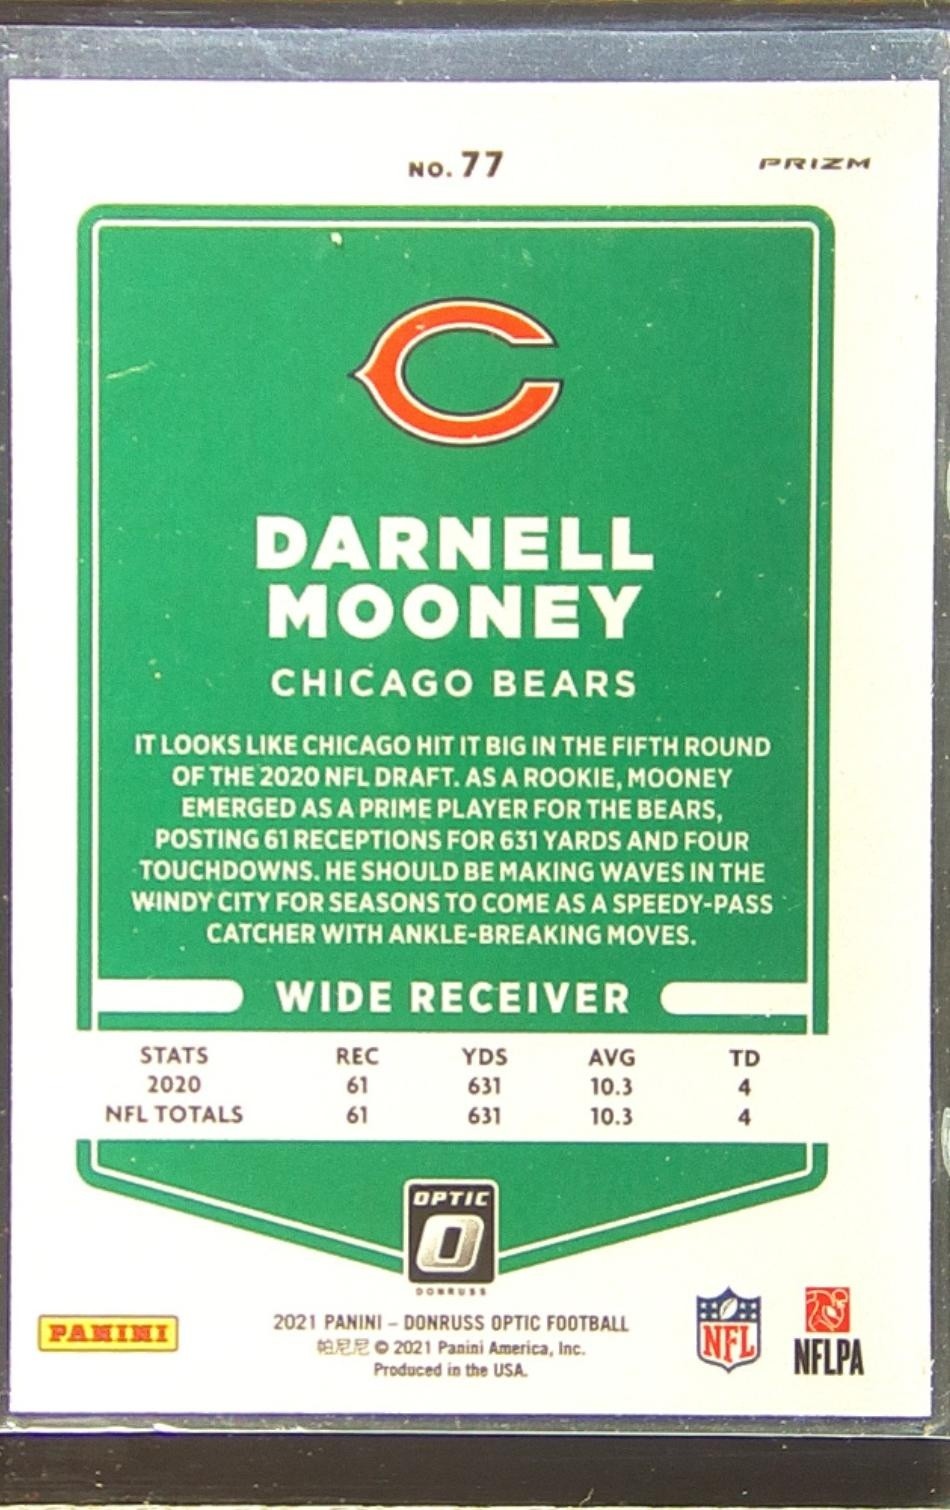 NO. 77
PRIZM
DARNELL
MOONEY
CHICAGO BEARS
IT LOOKS LIKE CHICAGO HIT IT BIG IN THE FIFTH ROUND
OF THE 2020 NFL DRAFT. AS A ROOKIE, MOONEY
EMERGED AS A PRIME PLAYER FOR THE BEARS,
POSTING 61 RECEPTIONS FOR 631 YARDS AND FOUR
TOUCHDOWNS. HE SHOULD BE MAKING WAVES IN THE
WINDY CITY FOR SEASONS TO COME AS A SPEEDY-PASS
CATCHER WITH ANKLE-BREAKING MOVES.
WIDE RECEIVER
STATS REC YDS AVG TD
2020 61 631 10.3 4
NFL TOTALS 61 631 10.3 4
OPTIC
O
DONRUSS
PANINI
2021 PANINI – DONRUSS OPTIC FOOTBALL
帕尼尼 © 2021 Panini America, Inc.
Produced in the USA.
NFL
NFLPA